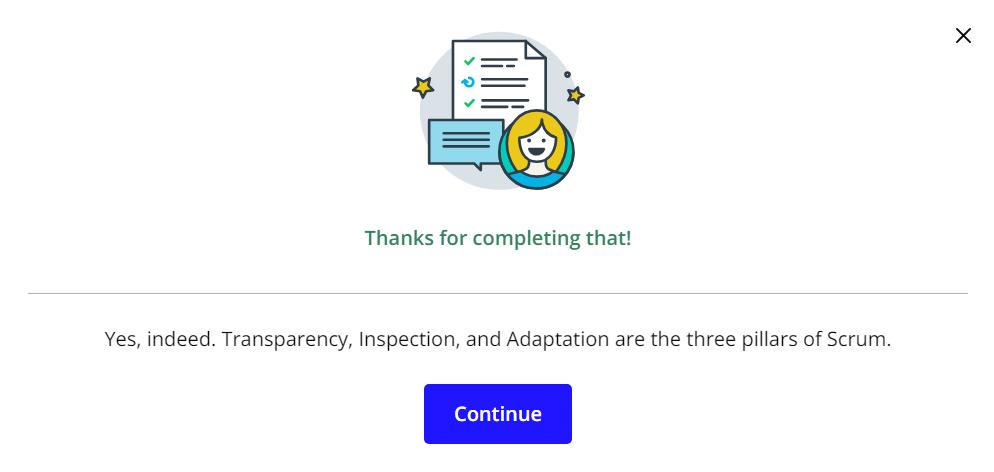 Thanks for completing that!
Yes, indeed. Transparency, Inspection, and Adaptation are the three pillars of Scrum.
Continue